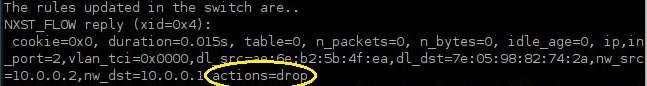 The rules updated in the switch are..
NXST_FLOW reply (xid=0x4):
 cookie=0x0, duration=0.015s, table=0, n_packets=0, n_bytes=0, idle_age=0, ip,in
_port=2,vlan_tci=0x0000,dl_src=ae:6e:b2:5b:4f:ea,dl_dst=7e:05:98:82:74:2a,nw_src
=10.0.0.2,nw_dst=10.0.0.1 actions=drop